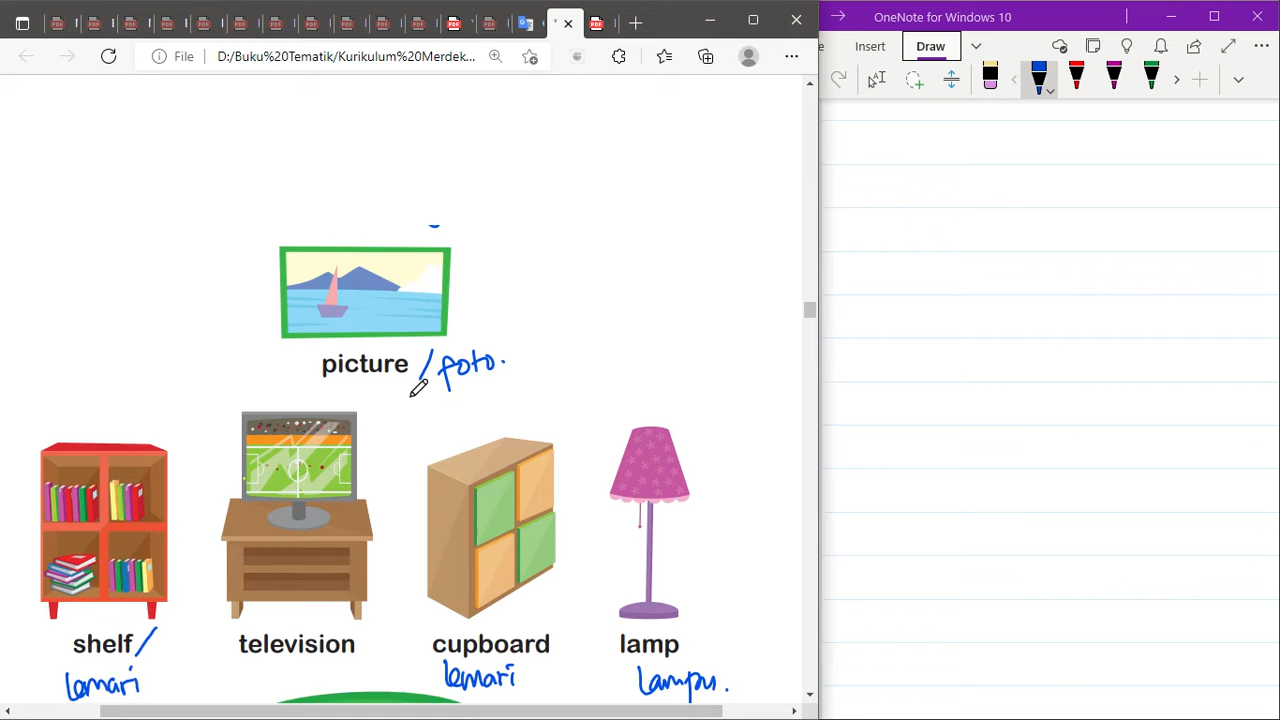 File
D:/Buku%20Tematik/Kurikulum%20Merdek...
OneNote for Windows 10
Insert
Draw
picture / foto.
shelf /
television
cupboard
lamp
lemari
lemari
Lampu.